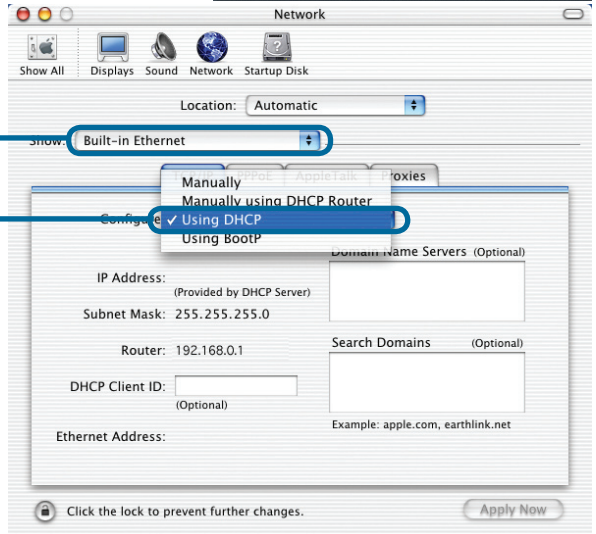 Network
Show All Displays Sound Network Startup Disk
Location: Automatic
Show: Built-in Ethernet
PPPoE AppleTalk Proxies
Manually
Manually using DHCP Router
Configure ✓ Using DHCP
Using BootP
Domain Name Servers (Optional)
IP Address:
(Provided by DHCP Server)
Subnet Mask: 255.255.255.0
Router: 192.168.0.1
Search Domains (Optional)
DHCP Client ID:
(Optional)
Example: apple.com, earthlink.net
Ethernet Address:
Click the lock to prevent further changes.
Apply Now